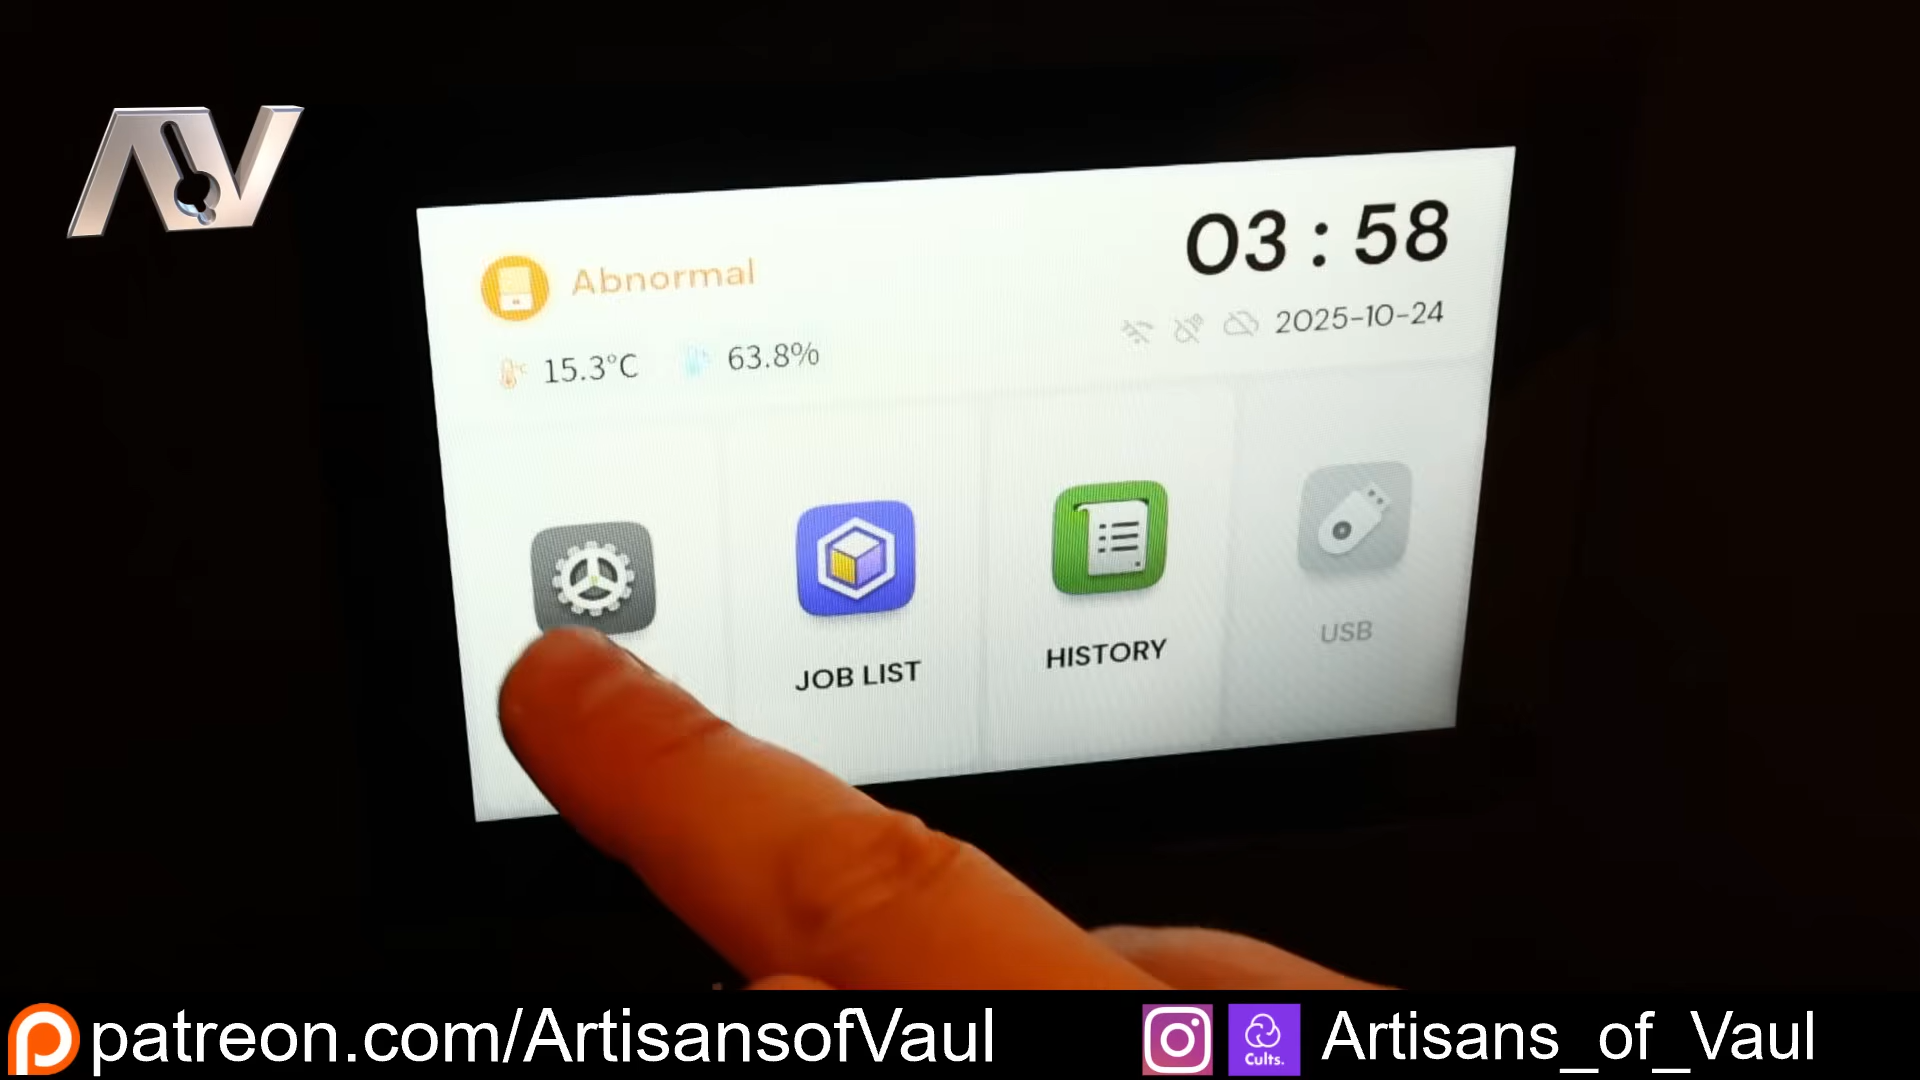 AV
Abnormal
03:58
15.3°C 63.8%
2025-10-24
JOB LIST
HISTORY
USB
patreon.com/ArtisansofVaul
Cults.
Artisans_of_Vaul